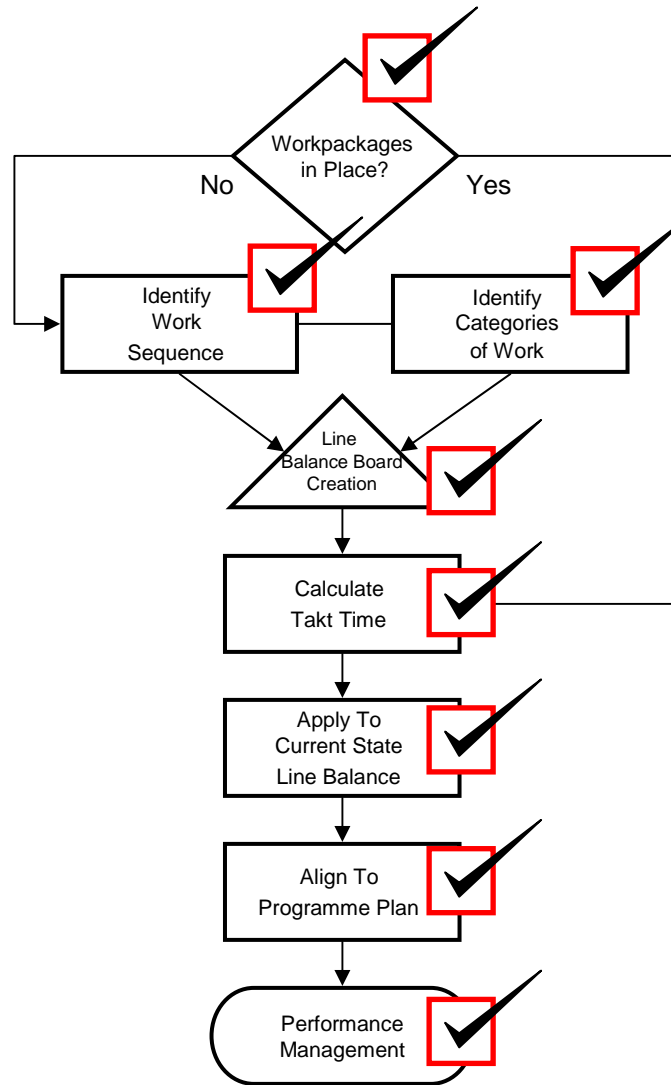 Workpackages
in Place?
No
Yes
Identify
Work
Sequence
Identify
Categories
of Work
Line
Balance Board
Creation
Calculate
Takt Time
Apply To
Current State
Line Balance
Align To
Programme Plan
Performance
Management